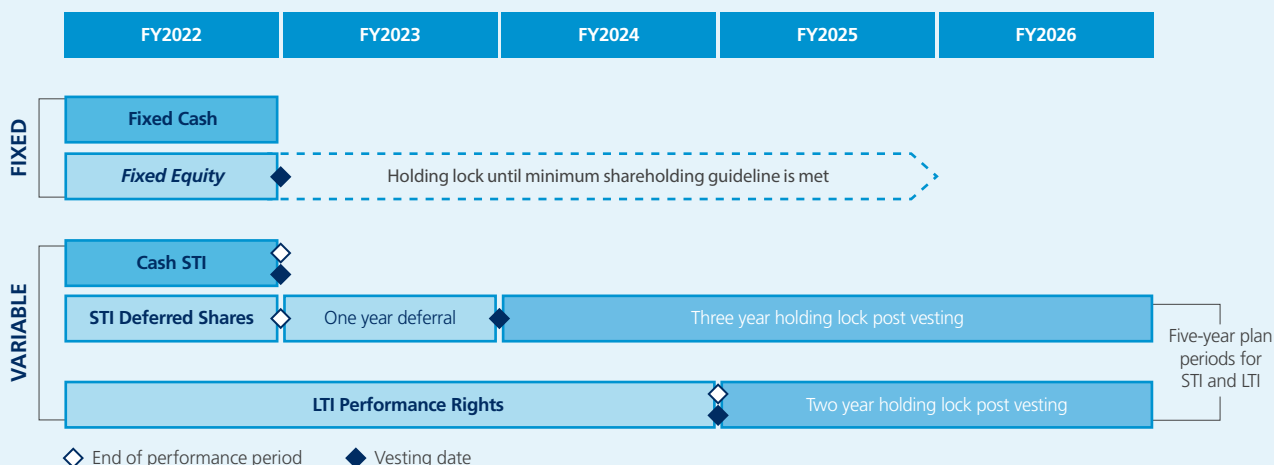 FY2022 FY2023 FY2024 FY2025 FY2026
FIXED
Fixed Cash
Fixed Equity Holding lock until minimum shareholding guideline is met
VARIABLE
Cash STI
STI Deferred Shares One year deferral Three year holding lock post vesting
Five-year plan
periods for
STI and LTI
LTI Performance Rights Two year holding lock post vesting
End of performance period Vesting date